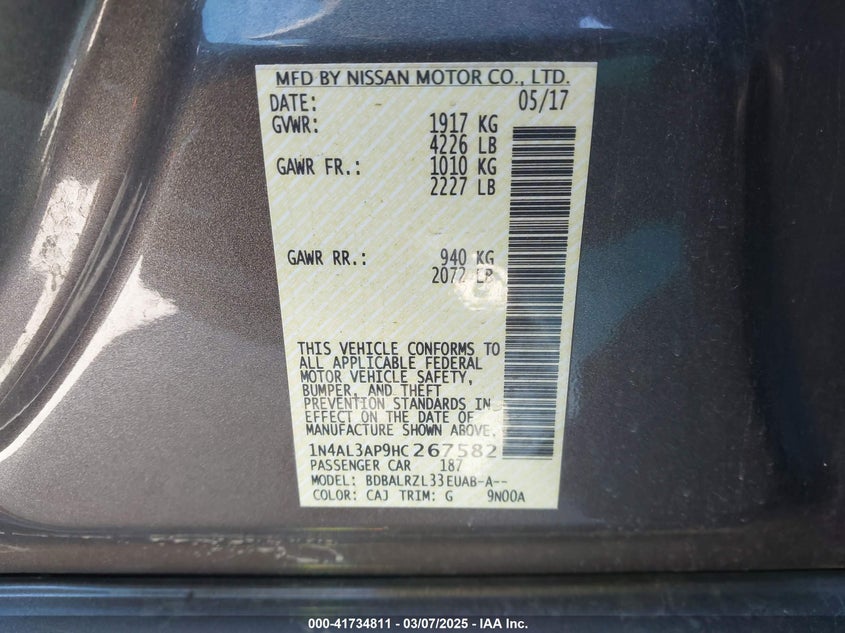 MFD BY NISSAN MOTOR CO., LTD.
DATE: 05/17
GVWR: 1917 KG
4226 LB
GAWR FR.: 1010 KG
2227 LB
GAWR RR.: 940 KG
2072 LB
THIS VEHICLE CONFORMS TO
ALL APPLICABLE FEDERAL
MOTOR VEHICLE SAFETY,
BUMPER, AND THEFT
PREVENTION STANDARDS IN
EFFECT ON THE DATE OF
MANUFACTURE SHOWN ABOVE.
1N4AL3AP9HC267582
PASSENGER CAR 187
MODEL: BDBALRZL33EUAB-A--
COLOR: CAJ TRIM: G 9N00A
000-41734811 - 03/07/2025 - IAA Inc.